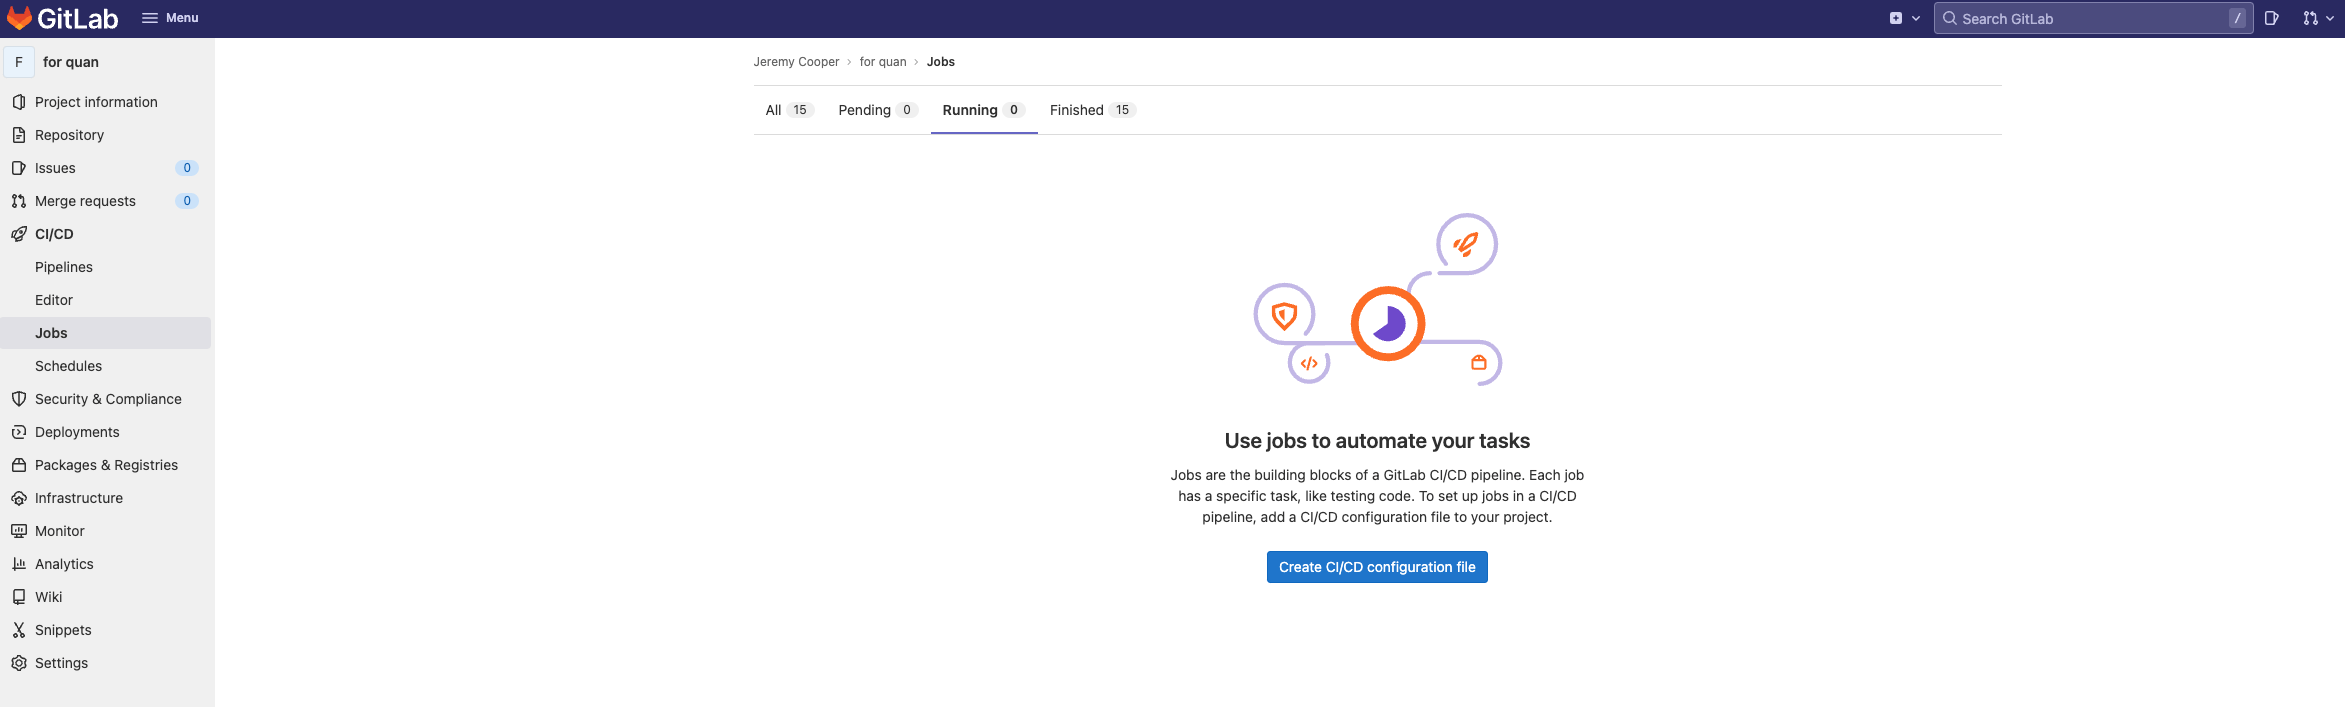 GitLab
Menu
Search GitLab
/
F
for quan
Project information
Repository
Issues 0
Merge requests 0
CI/CD
Pipelines
Editor
Jobs
Schedules
Security & Compliance
Deployments
Packages & Registries
Infrastructure
Monitor
Analytics
Wiki
Snippets
Settings
Jeremy Cooper › for quan › Jobs
All 15 Pending 0 Running 0 Finished 15
Use jobs to automate your tasks
Jobs are the building blocks of a GitLab CI/CD pipeline. Each job
has a specific task, like testing code. To set up jobs in a CI/CD
pipeline, add a CI/CD configuration file to your project.
Create CI/CD configuration file